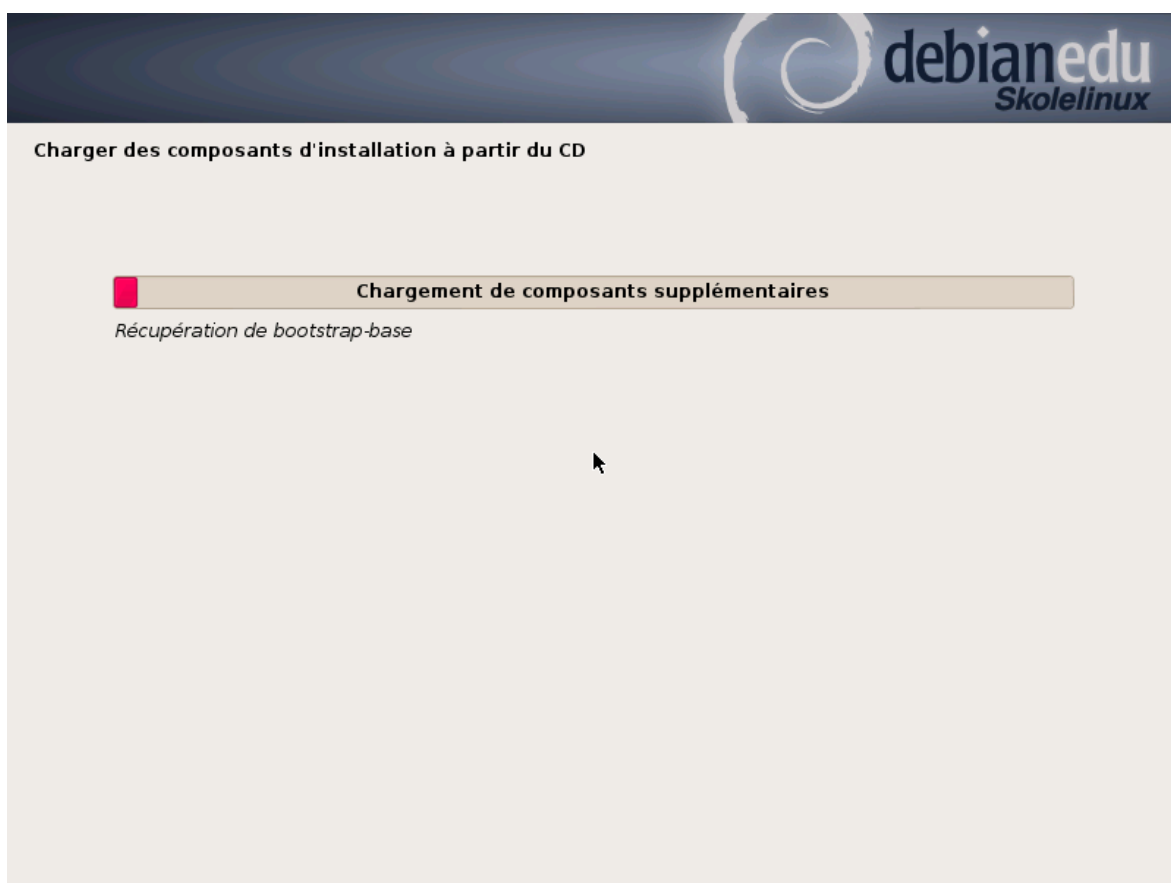 debianedu
Skolelinux
Charger des composants d'installation à partir du CD
Chargement de composants supplémentaires
Récupération de bootstrap-base